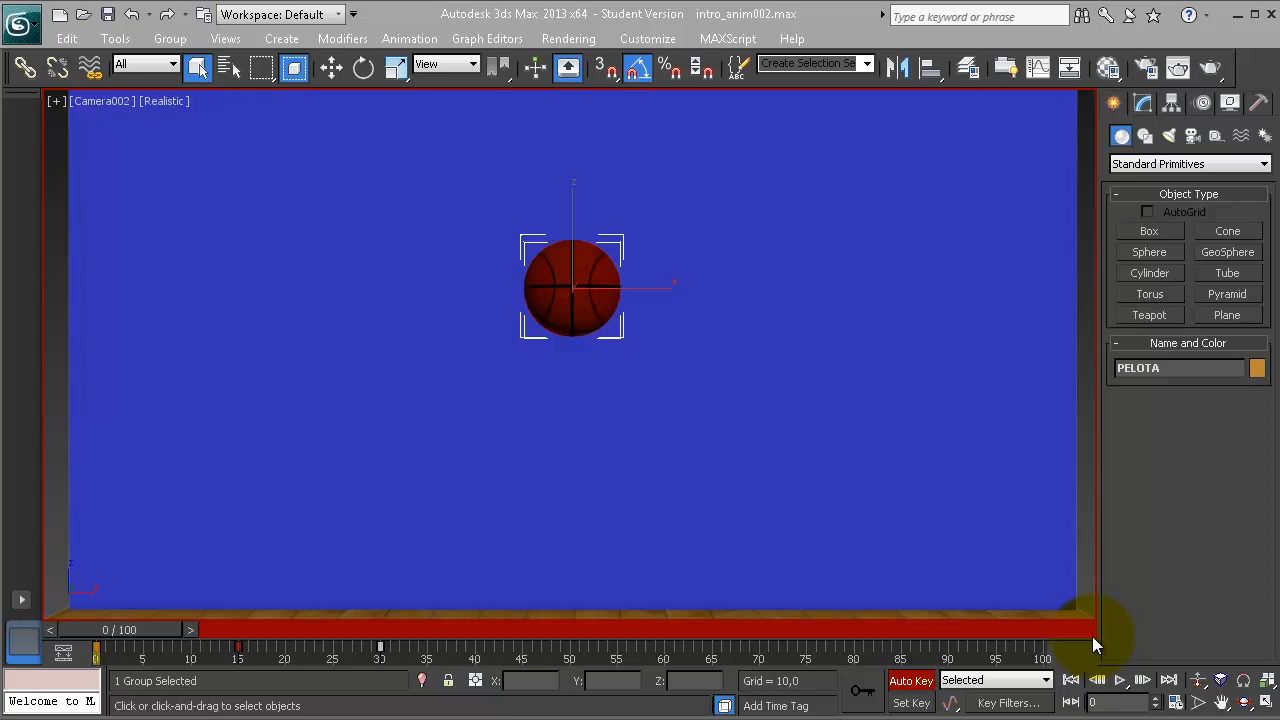 Workspace: Default
Autodesk 3ds Max 2013 x64 - Student Version intro_anim002.max
Type a keyword or phrase
Edit Tools Group Views Create Modifiers Animation Graph Editors Rendering Customize MAXScript Help
All
View
3
Create Selection Se
[+] [Camera002] [Realistic]
z
x
Standard Primitives
- Object Type
AutoGrid
Box Cone
Sphere GeoSphere
Cylinder Tube
Torus Pyramid
Teapot Plane
- Name and Color
PELOTA
z
x
< 0 / 100 >
0 5 10 15 20 25 30 35 40 45 50 55 60 65 70 75 80 85 90 95 100
1 Group Selected X: Y: Z: Grid = 10,0 Auto Key Selected
Welcome to M Click or click-and-drag to select objects Add Time Tag Set Key Key Filters... 0